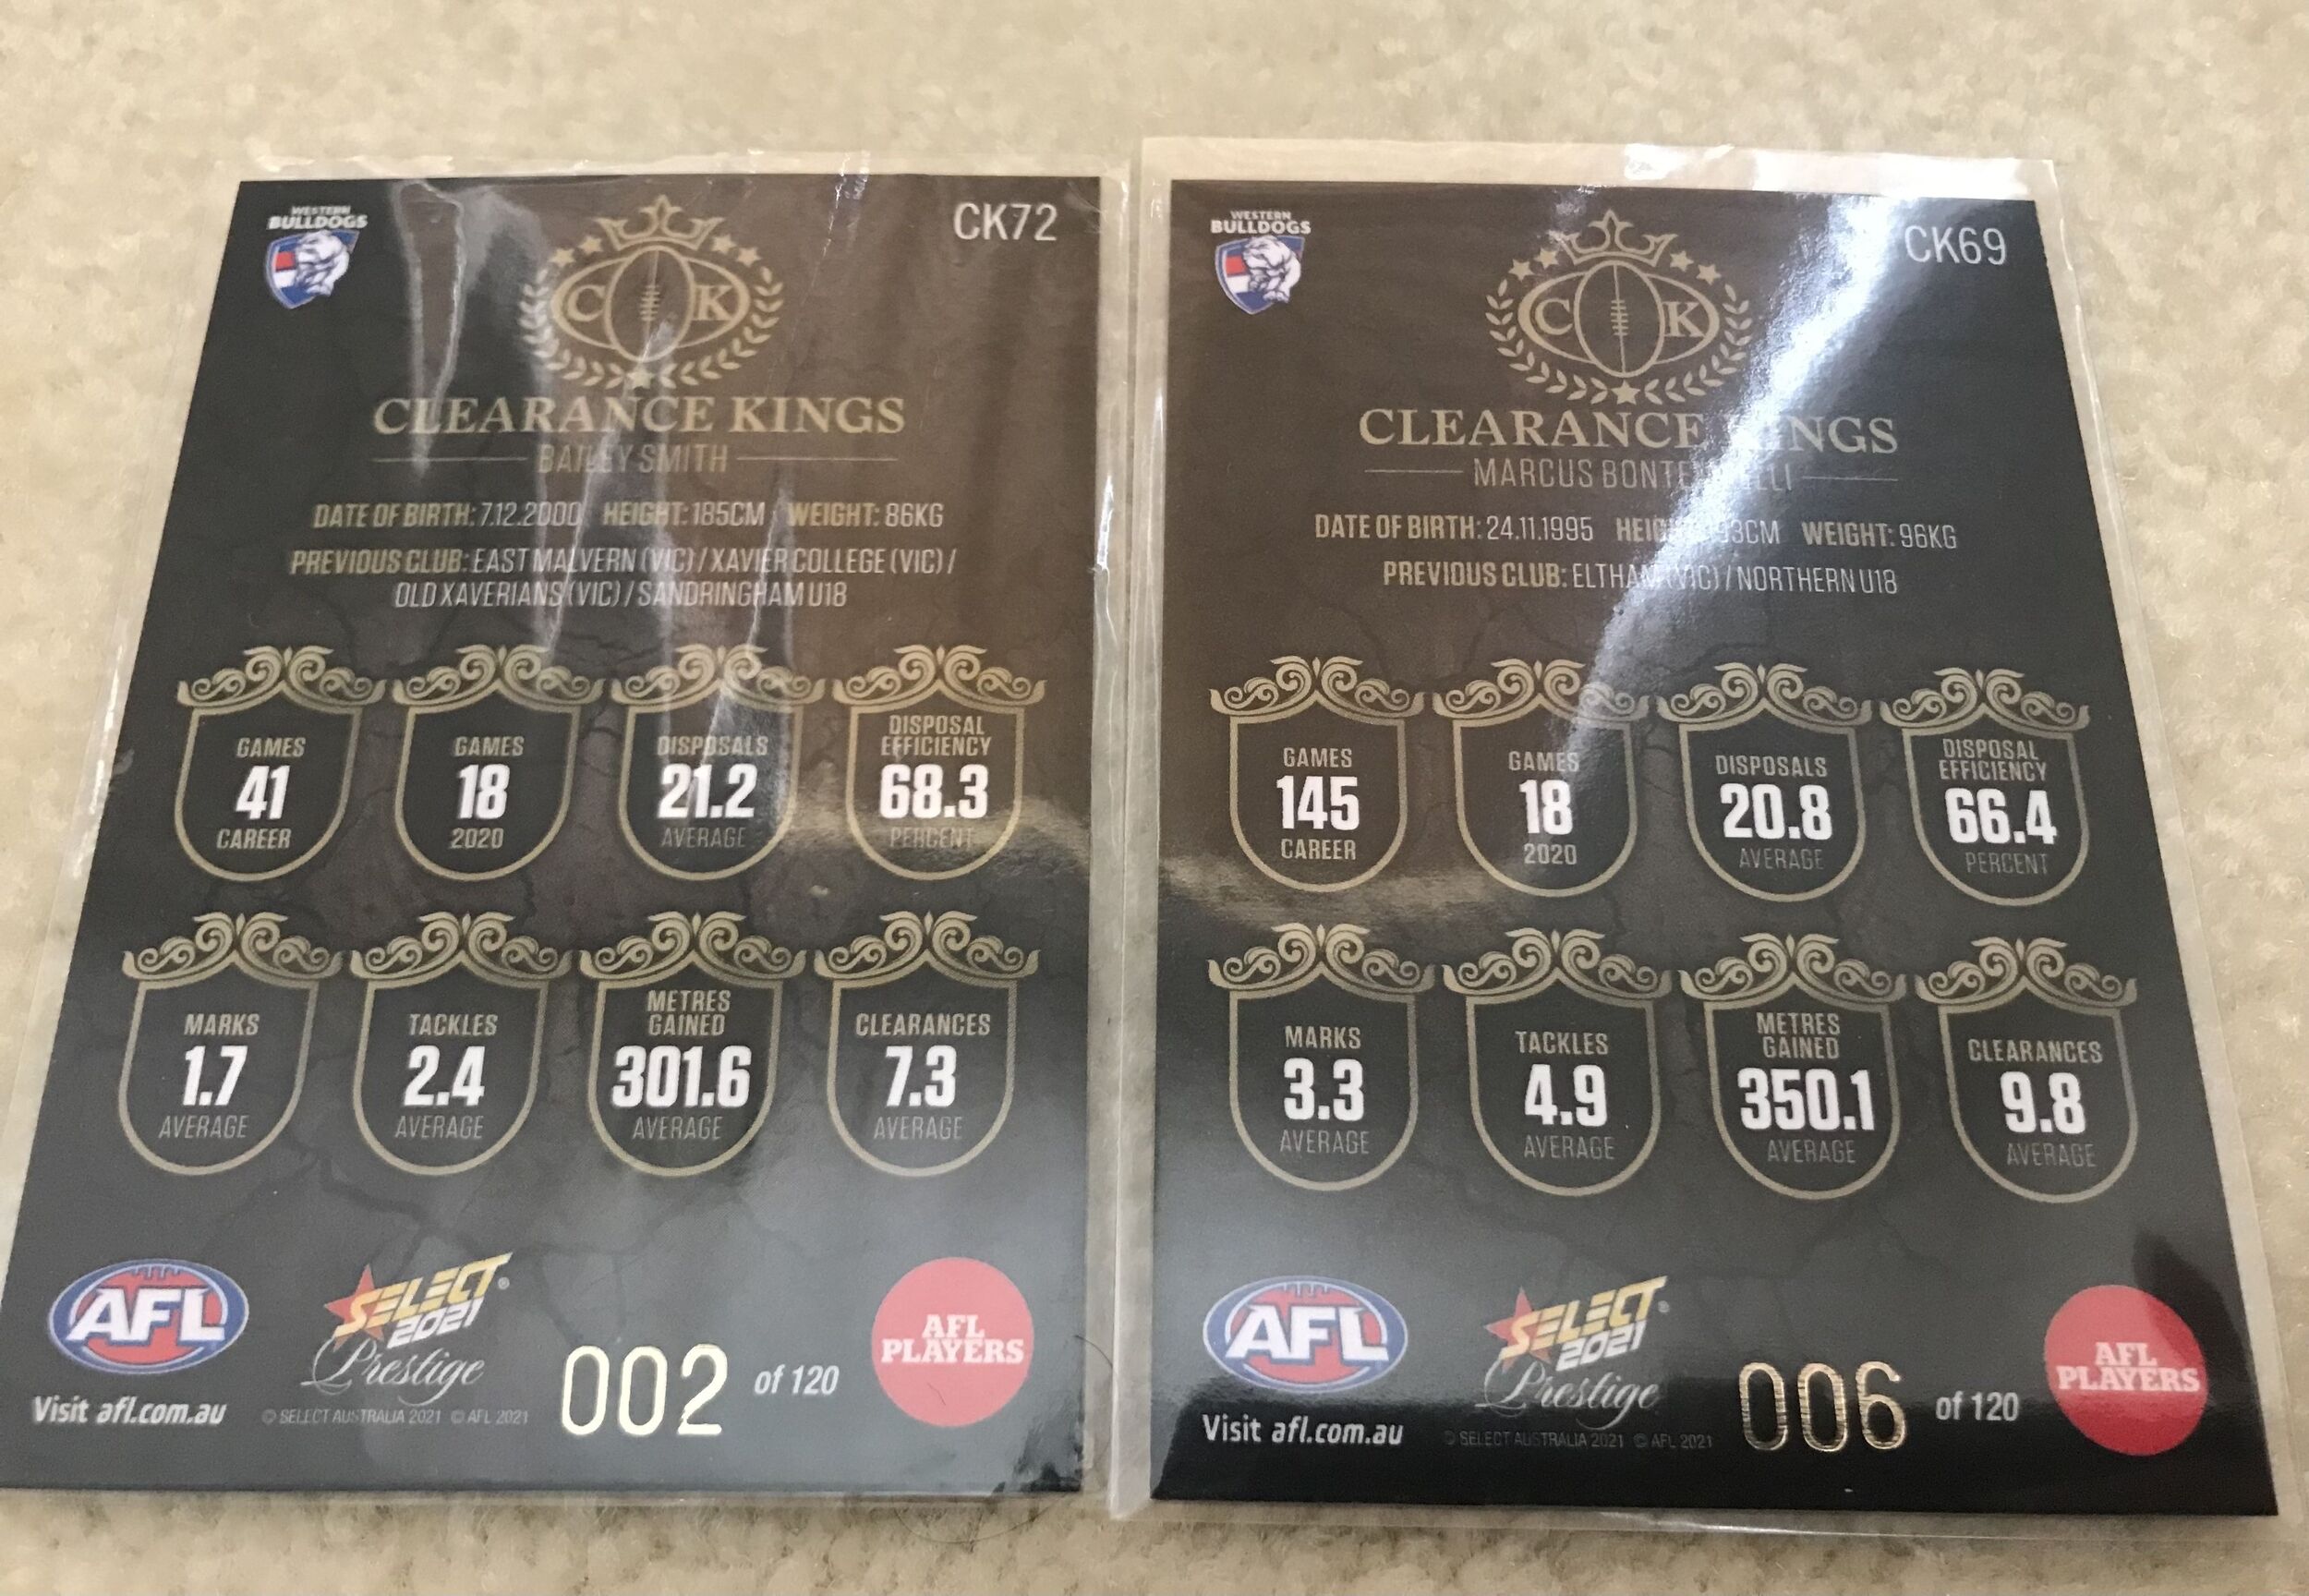 WESTERN
BULLDOGS
CK72
C K
CLEARANCE KINGS
BAILEY SMITH
DATE OF BIRTH: 7.12.2000 HEIGHT: 185CM WEIGHT: 86KG
PREVIOUS CLUB: EAST MALVERN (VIC) / XAVIER COLLEGE (VIC) /
OLD XAVERIANS (VIC) / SANDRINGHAM U18
GAMES
41
CAREER
GAMES
18
2020
DISPOSALS
21.2
AVERAGE
DISPOSAL
EFFICIENCY
68.3
PERCENT
MARKS
1.7
AVERAGE
TACKLES
2.4
AVERAGE
METRES
GAINED
301.6
AVERAGE
CLEARANCES
7.3
AVERAGE
AFL
Visit afl.com.au
SELECT®
2021
Prestige
© SELECT AUSTRALIA 2021 © AFL 2021
002 of 120
AFL
PLAYERS
WESTERN
BULLDOGS
CK69
C K
CLEARANCE KINGS
MARCUS
DATE OF BIRTH: 24.11.1995 WEIGHT: 96KG
PREVIOUS CLUB: ELTHAM (VIC) / NORTHERN U18
GAMES
145
CAREER
GAMES
18
2020
DISPOSALS
20.8
AVERAGE
DISPOSAL
EFFICIENCY
66.4
PERCENT
MARKS
3.3
AVERAGE
TACKLES
4.9
AVERAGE
METRES
GAINED
350.1
AVERAGE
CLEARANCES
9.8
AVERAGE
AFL
Visit afl.com.au
SELECT®
2021
Prestige
© SELECT AUSTRALIA 2021 © AFL 2021
006 of 120
AFL
PLAYERS